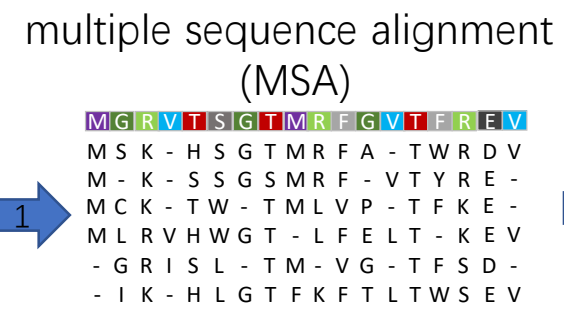 multiple sequence alignment
(MSA)
M G R V T S G T M R F G V T F R E V
M S K - H S G T M R F A - T W R D V
M - K - S S G S M R F - V T Y R E -
1
M C K - T W - T M L V P - T F K E -
M L R V H W G T - L F E L T - K E V
- G R I S L - T M - V G - T F S D -
- I K - H L G T F K F T L T W S E V